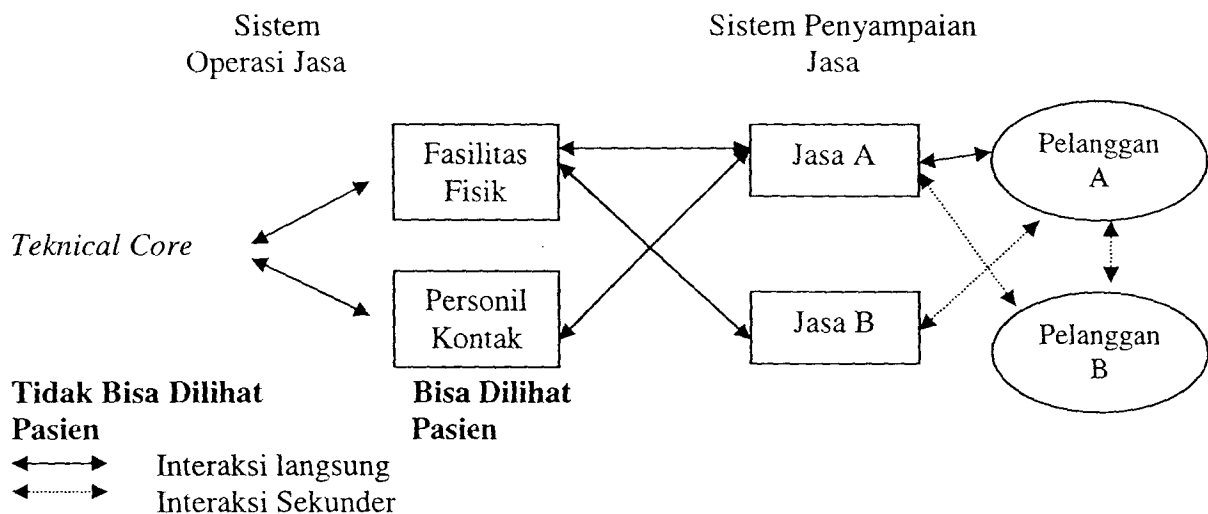 Sistem
Operasi Jasa
Sistem Penyampaian
Jasa
Fasilitas
Fisik
Jasa A
Pelanggan
A
Teknical Core
Personil
Kontak
Jasa B
Pelanggan
B
Tidak Bisa Dilihat
Pasien
Bisa Dilihat
Pasien
Interaksi langsung
Interaksi Sekunder